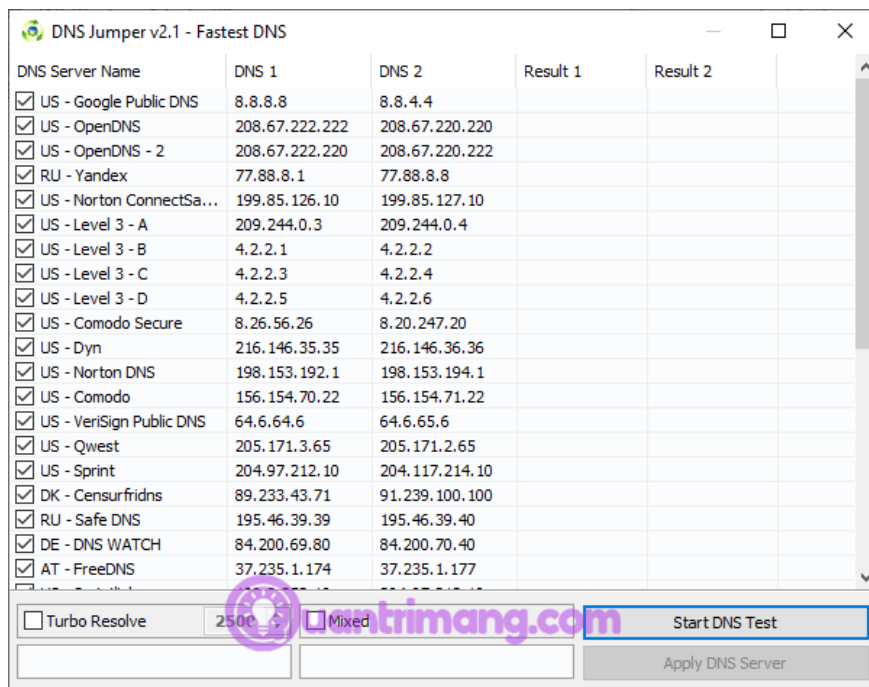 DNS Jumper v2.1 - Fastest DNS
DNS Server Name DNS 1 DNS 2 Result 1 Result 2
US - Google Public DNS 8.8.8.8 8.8.4.4
US - OpenDNS 208.67.222.222 208.67.220.220
US - OpenDNS - 2 208.67.222.220 208.67.220.222
RU - Yandex 77.88.8.1 77.88.8.8
US - Norton ConnectSa... 199.85.126.10 199.85.127.10
US - Level 3 - A 209.244.0.3 209.244.0.4
US - Level 3 - B 4.2.2.1 4.2.2.2
US - Level 3 - C 4.2.2.3 4.2.2.4
US - Level 3 - D 4.2.2.5 4.2.2.6
US - Comodo Secure 8.26.56.26 8.20.247.20
US - Dyn 216.146.35.35 216.146.36.36
US - Norton DNS 198.153.192.1 198.153.194.1
US - Comodo 156.154.70.22 156.154.71.22
US - VeriSign Public DNS 64.6.64.6 64.6.65.6
US - Qwest 205.171.3.65 205.171.2.65
US - Sprint 204.97.212.10 204.117.214.10
DK - Censurfridns 89.233.43.71 91.239.100.100
RU - Safe DNS 195.46.39.39 195.46.39.40
DE - DNS WATCH 84.200.69.80 84.200.70.40
AT - FreeDNS 37.235.1.174 37.235.1.177
Turbo Resolve 2500 Mixed Start DNS Test
uantrimang.com
Apply DNS Server